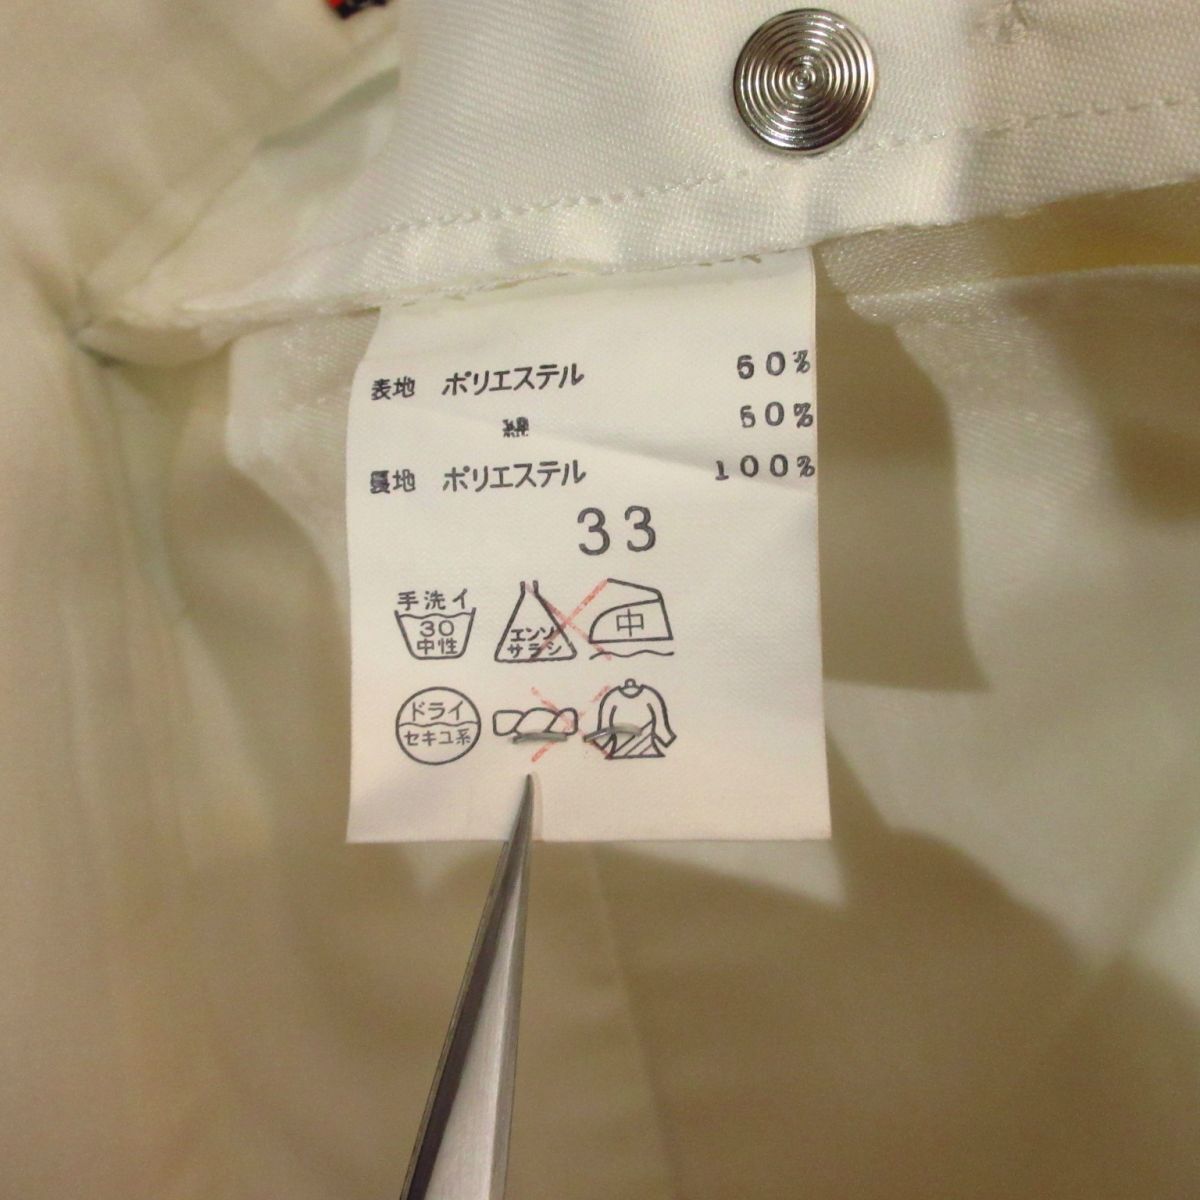 表地 ポリエステル 50%
綿 50%
裏地 ポリエステル 100%
33
手洗イ
30
中性
エンソ
サラシ
中
ドライ
セキユ系